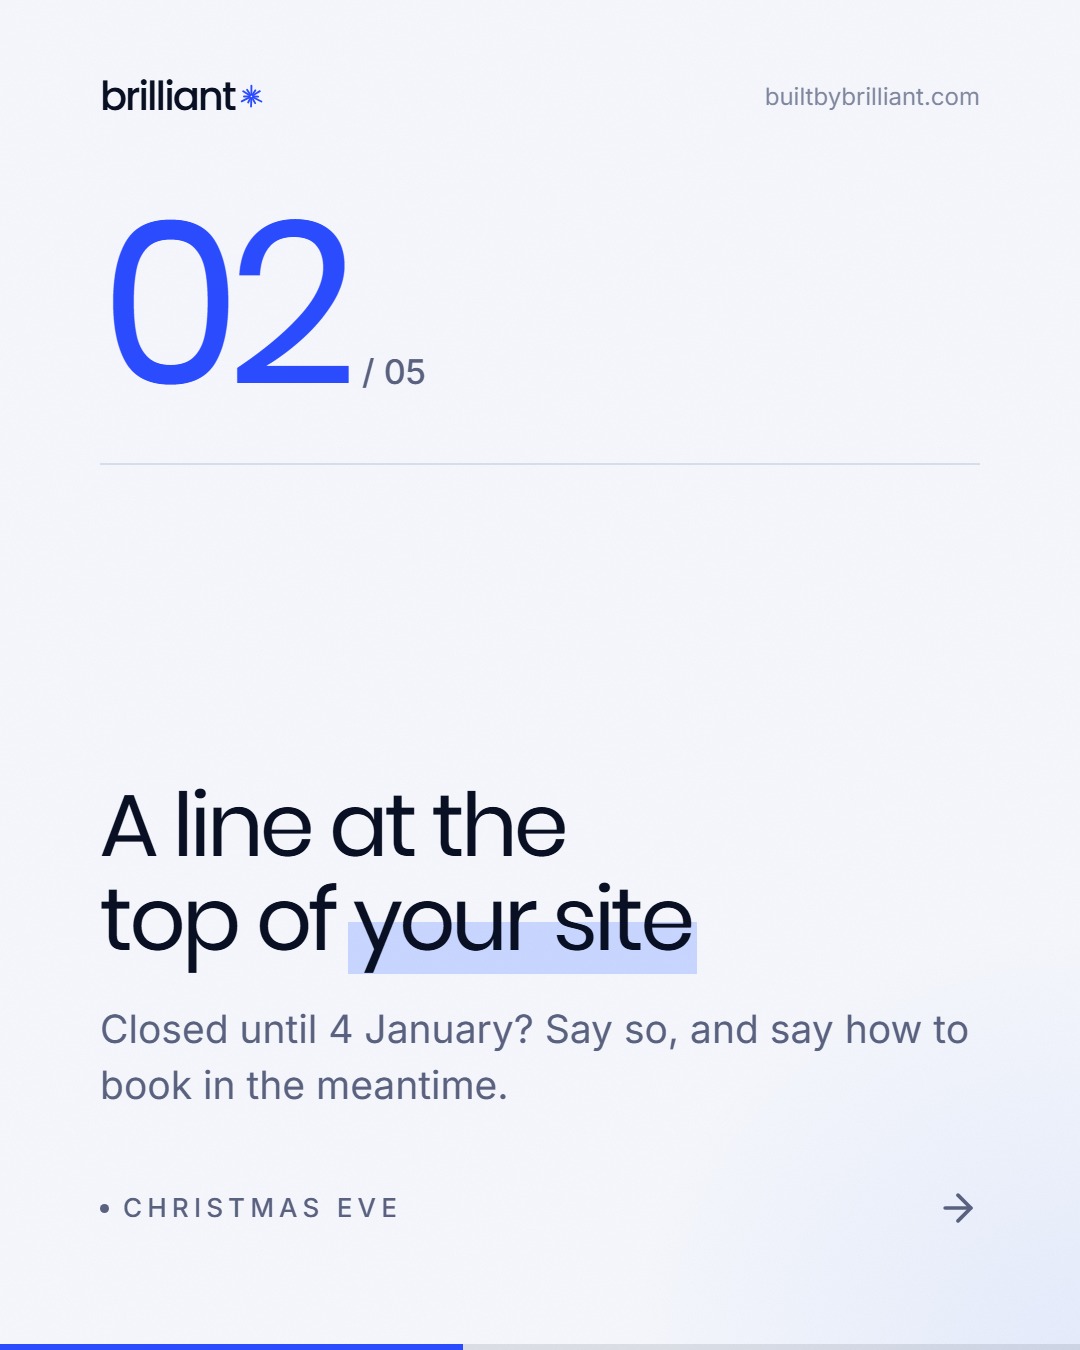 brilliant
builtbybrilliant.com
02 / 05
A line at the
top of your site
Closed until 4 January? Say so, and say how to
book in the meantime.
• CHRISTMAS EVE